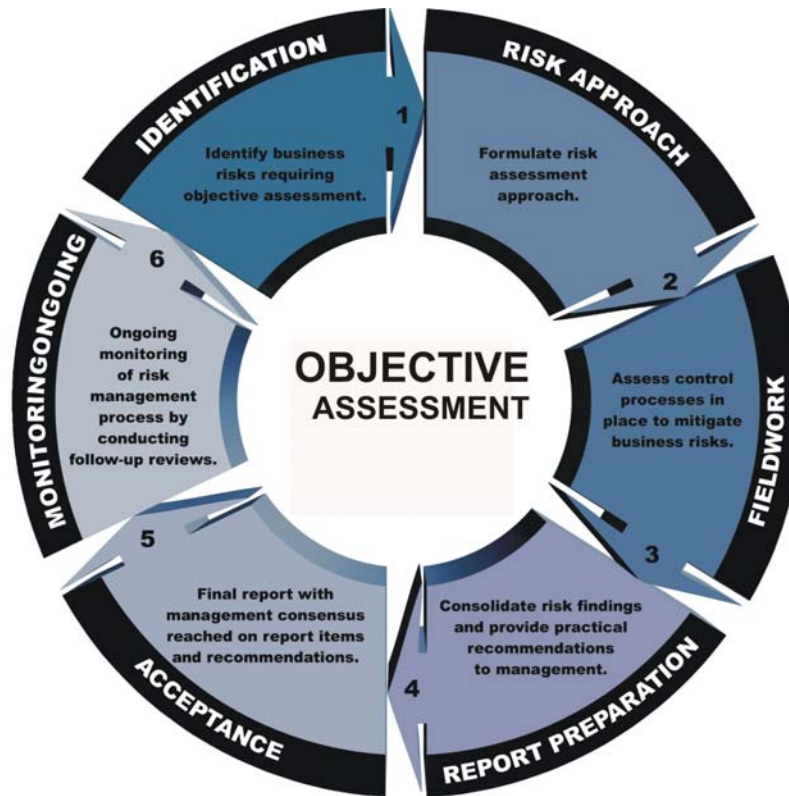 IDENTIFICATION
1
Identify business
risks requiring
objective assessment.
RISK APPROACH
Formulate risk
assessment
approach.
2
FIELDWORK
Assess control
processes in
place to mitigate
business risks.
3
REPORT PREPARATION
Consolidate risk findings
and provide practical
recommendations
to management.
4
ACCEPTANCE
5
Final report with
management consensus
reached on report items
and recommendations.
MONITORINGONGOING
6
Ongoing
monitoring
of risk
management
process by
conducting
follow-up reviews.
OBJECTIVE
ASSESSMENT